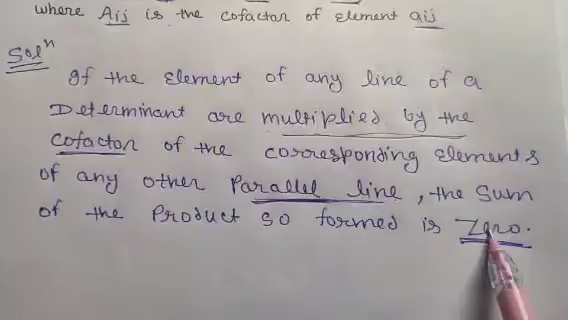 where Aij is the cofactor of element aij
Solⁿ
If the Element of any line of a
Determinant are multiplied by the
cofactor of the corresponding elements
of any other Parallel line, the sum
of the Product so formed is Zero.